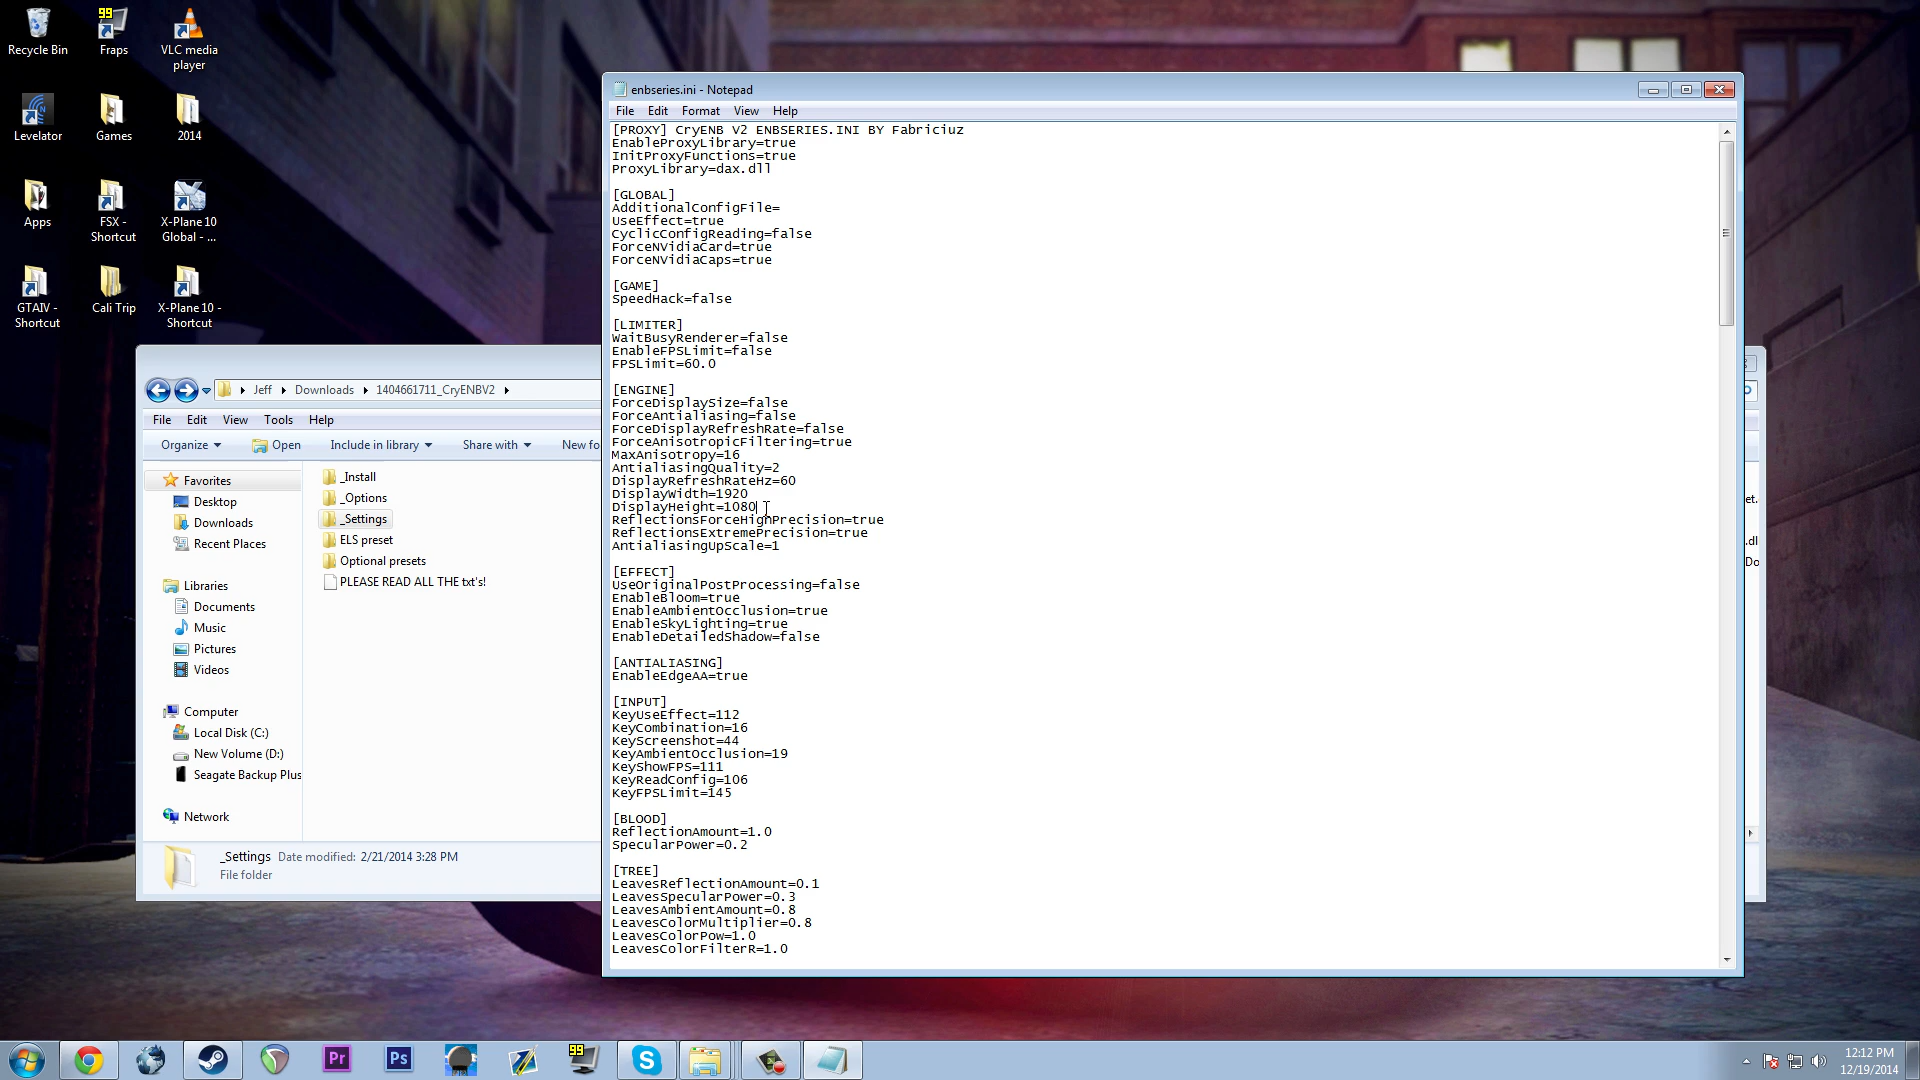 Recycle Bin
99
Fraps
VLC media
player
Levelator
Games
2014
Apps
FSX -
Shortcut
X-Plane 10
Global - ...
GTAIV -
Shortcut
Cali Trip
X-Plane 10 -
Shortcut
Jeff
Downloads
1404661711_CryENBV2
File Edit View Tools Help
Organize
Open
Include in library
Share with
New fo
Favorites
Desktop
Downloads
Recent Places
Libraries
Documents
Music
Pictures
Videos
Computer
Local Disk (C:)
New Volume (D:)
Seagate Backup Plus
Network
_Install
_Options
_Settings
ELS preset
Optional presets
PLEASE READ ALL THE txt's!
_Settings Date modified: 2/21/2014 3:28 PM
File folder
enbseries.ini - Notepad
File Edit Format View Help
[PROXY] CryENB V2 ENBSERIES.INI BY Fabriciuz
EnableProxyLibrary=true
InitProxyFunctions=true
ProxyLibrary=dax.dll
[GLOBAL]
AdditionalConfigFile=
UseEffect=true
CyclicConfigReading=false
ForceNVidiaCard=true
ForceNVidiaCaps=true
[GAME]
SpeedHack=false
[LIMITER]
WaitBusyRenderer=false
EnableFPSLimit=false
FPSLimit=60.0
[ENGINE]
ForceDisplaySize=false
ForceAntialiasing=false
ForceDisplayRefreshRate=false
ForceAnisotropicFiltering=true
MaxAnisotropy=16
AntialiasingQuality=2
DisplayRefreshRateHz=60
DisplayWidth=1920
DisplayHeight=1080
ReflectionsForceHighPrecision=true
ReflectionsExtremePrecision=true
AntialiasingUpScale=1
[EFFECT]
UseOriginalPostProcessing=false
EnableBloom=true
EnableAmbientOcclusion=true
EnableSkyLighting=true
EnableDetailedShadow=false
[ANTIALIASING]
EnableEdgeAA=true
[INPUT]
KeyUseEffect=112
KeyCombination=16
KeyScreenshot=44
KeyAmbientOcclusion=19
KeyShowFPS=111
KeyReadConfig=106
KeyFPSLimit=145
[BLOOD]
ReflectionAmount=1.0
SpecularPower=0.2
[TREE]
LeavesReflectionAmount=0.1
LeavesSpecularPower=0.3
LeavesAmbientAmount=0.8
LeavesColorMultiplier=0.8
LeavesColorPow=1.0
LeavesColorFilterR=1.0
et.
.dl
Do
Pr
Ps
99
S
12:12 PM
12/19/2014